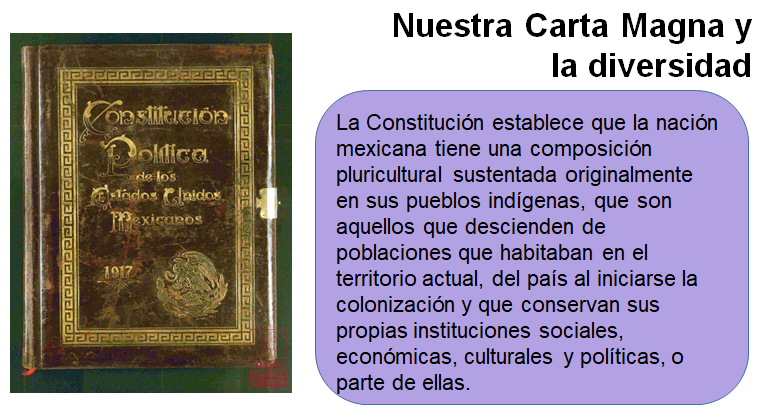 Nuestra Carta Magna y
la diversidad
Constitución
Política
de los
Estados Unidos
Mexicanos
1917
La Constitución establece que la nación
mexicana tiene una composición
pluricultural sustentada originalmente
en sus pueblos indígenas, que son
aquellos que descienden de
poblaciones que habitaban en el
territorio actual, del país al iniciarse la
colonización y que conservan sus
propias instituciones sociales,
económicas, culturales y políticas, o
parte de ellas.